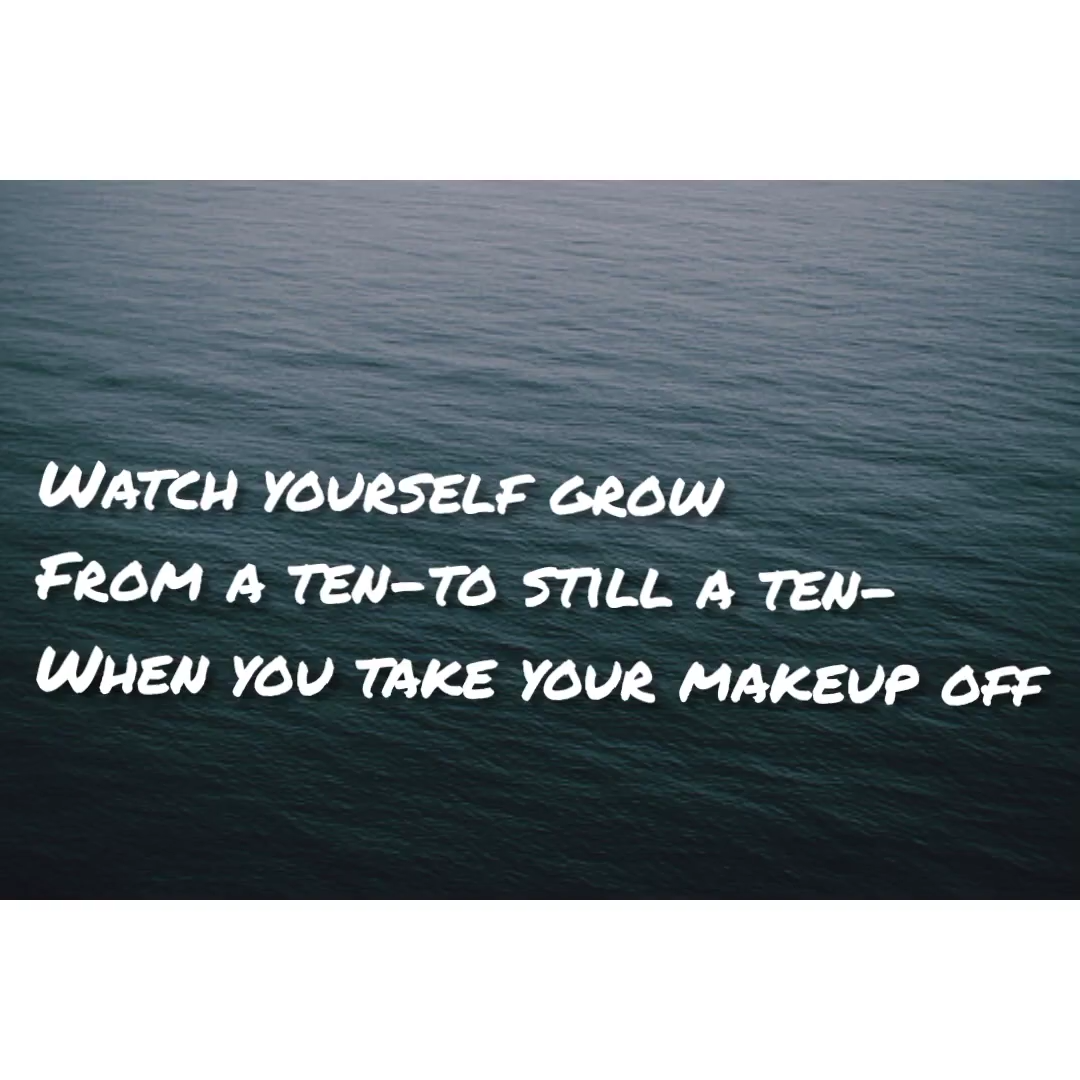 Watch yourself grow
From a ten-to still a ten-
When you take your makeup off